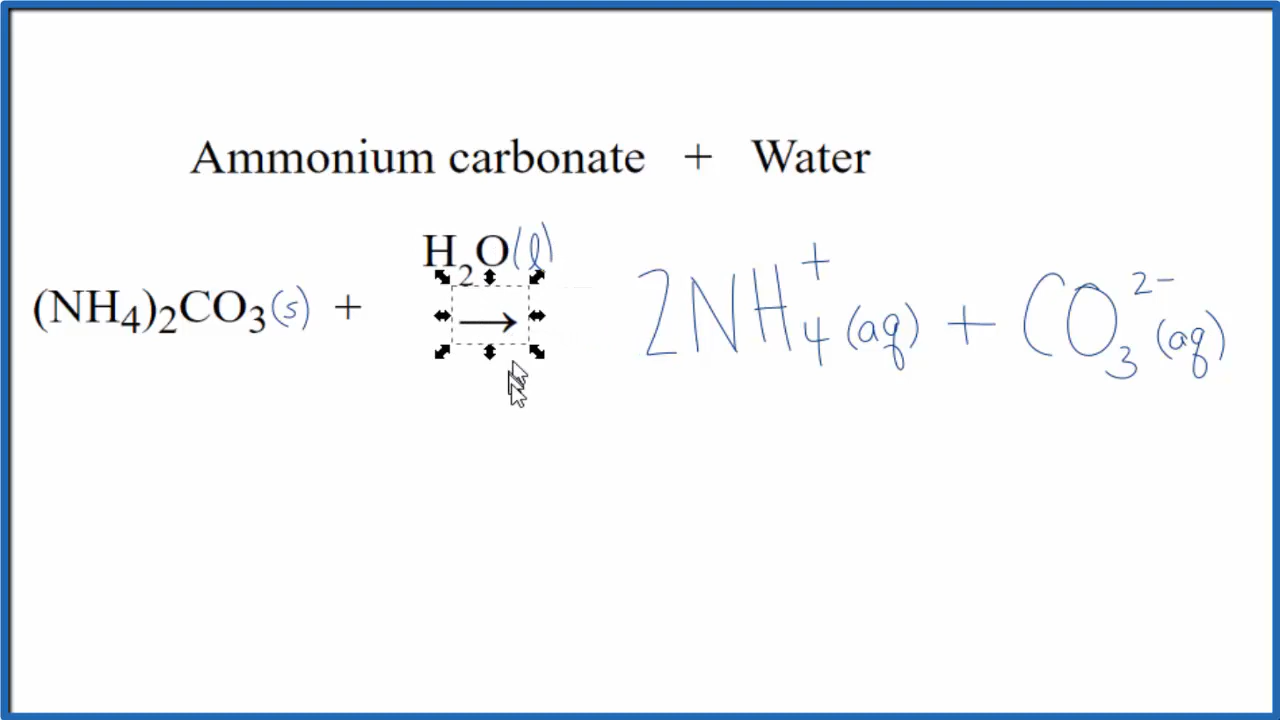 Ammonium carbonate + Water
H₂O(l)
(NH₄)₂CO₃(s) + → 2NH₄⁺(aq) + CO₃²⁻(aq)